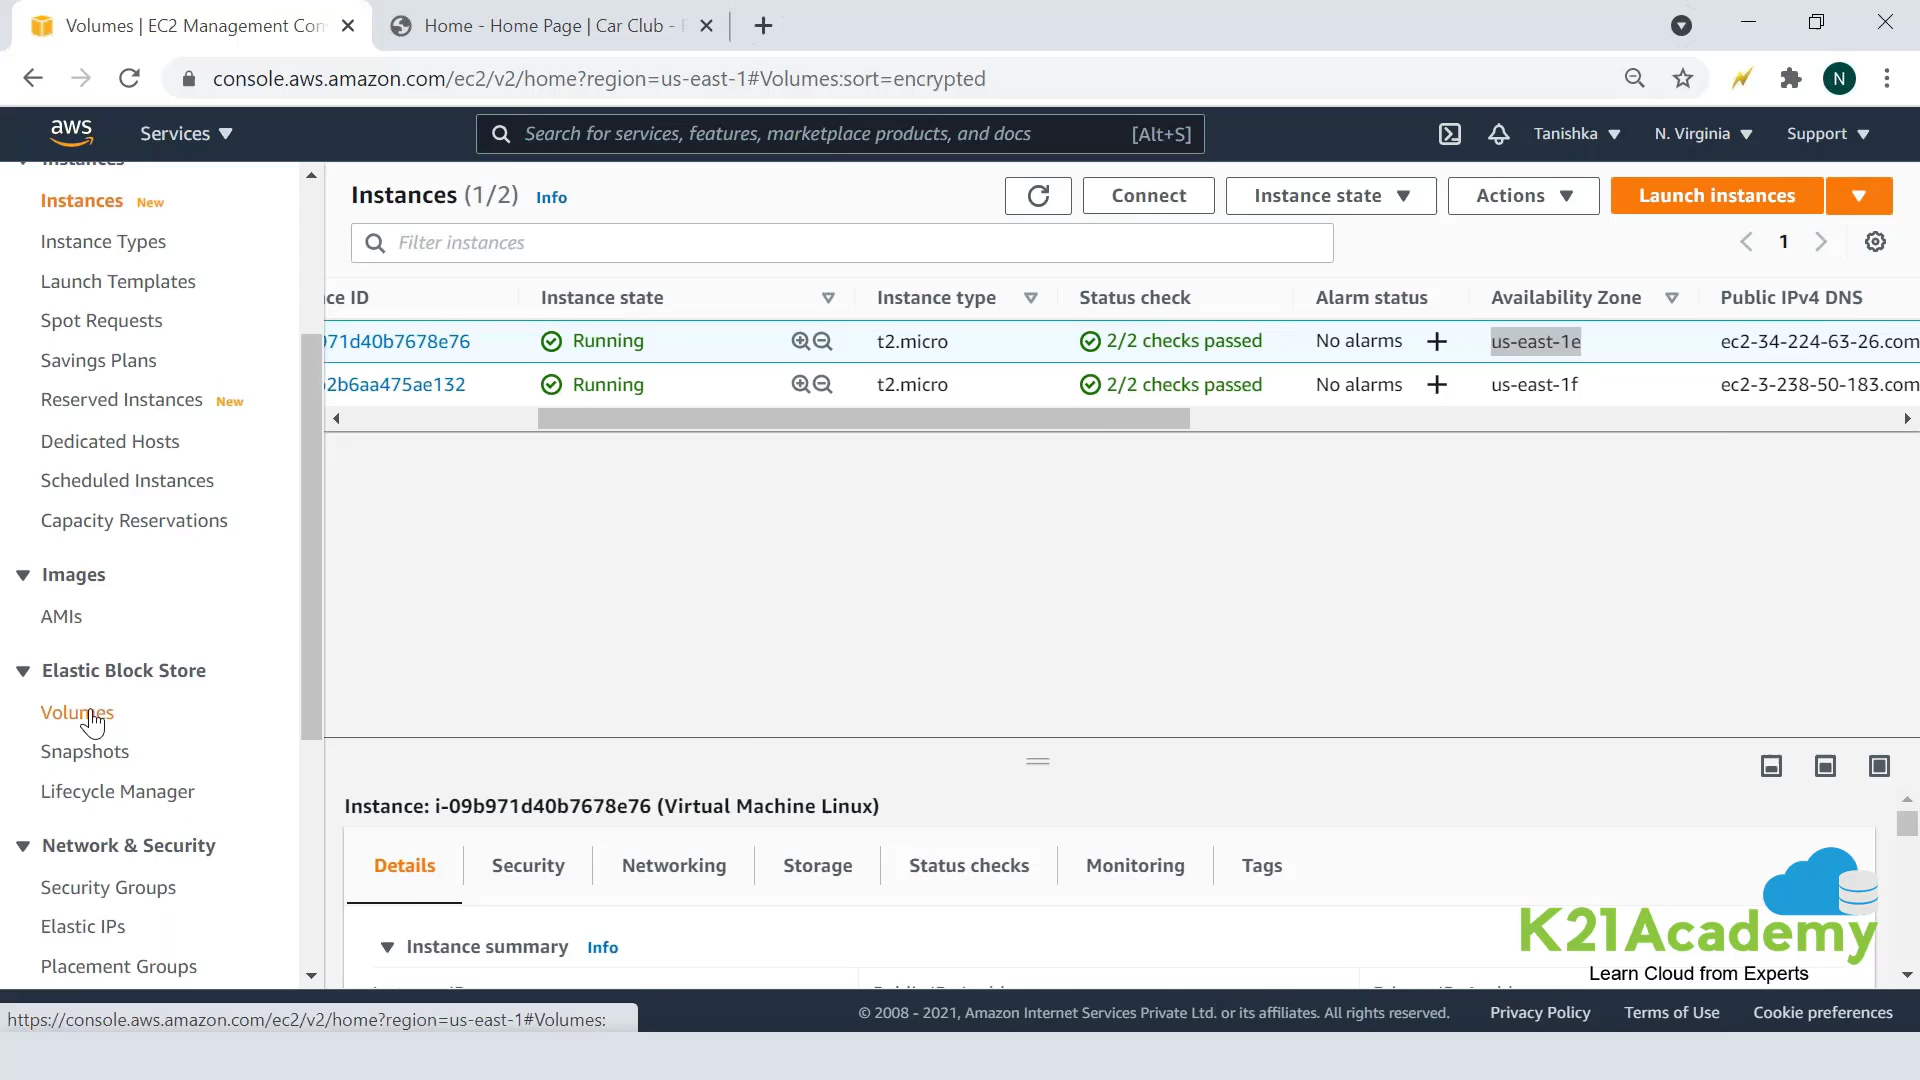 Volumes | EC2 Management Con
Home - Home Page | Car Club -
console.aws.amazon.com/ec2/v2/home?region=us-east-1#Volumes:sort=encrypted
N
aws
Services
Search for services, features, marketplace products, and docs
[Alt+S]
Tanishka
N. Virginia
Support
Instances
Instances New
Instance Types
Launch Templates
Spot Requests
Savings Plans
Reserved Instances New
Dedicated Hosts
Scheduled Instances
Capacity Reservations
Images
AMIs
Elastic Block Store
Volumes
Snapshots
Lifecycle Manager
Network & Security
Security Groups
Elastic IPs
Placement Groups
Instances (1/2) Info
Connect
Instance state
Actions
Launch instances
Filter instances
1
ce ID Instance state Instance type Status check Alarm status Availability Zone Public IPv4 DNS
971d40b7678e76 Running t2.micro 2/2 checks passed No alarms + us-east-1e ec2-34-224-63-26.com
2b6aa475ae132 Running t2.micro 2/2 checks passed No alarms + us-east-1f ec2-3-238-50-183.com
Instance: i-09b971d40b7678e76 (Virtual Machine Linux)
Details Security Networking Storage Status checks Monitoring Tags
Instance summary Info
K21Academy
Learn Cloud from Experts
https://console.aws.amazon.com/ec2/v2/home?region=us-east-1#Volumes:
© 2008 - 2021, Amazon Internet Services Private Ltd. or its affiliates. All rights reserved.
Privacy Policy
Terms of Use
Cookie preferences